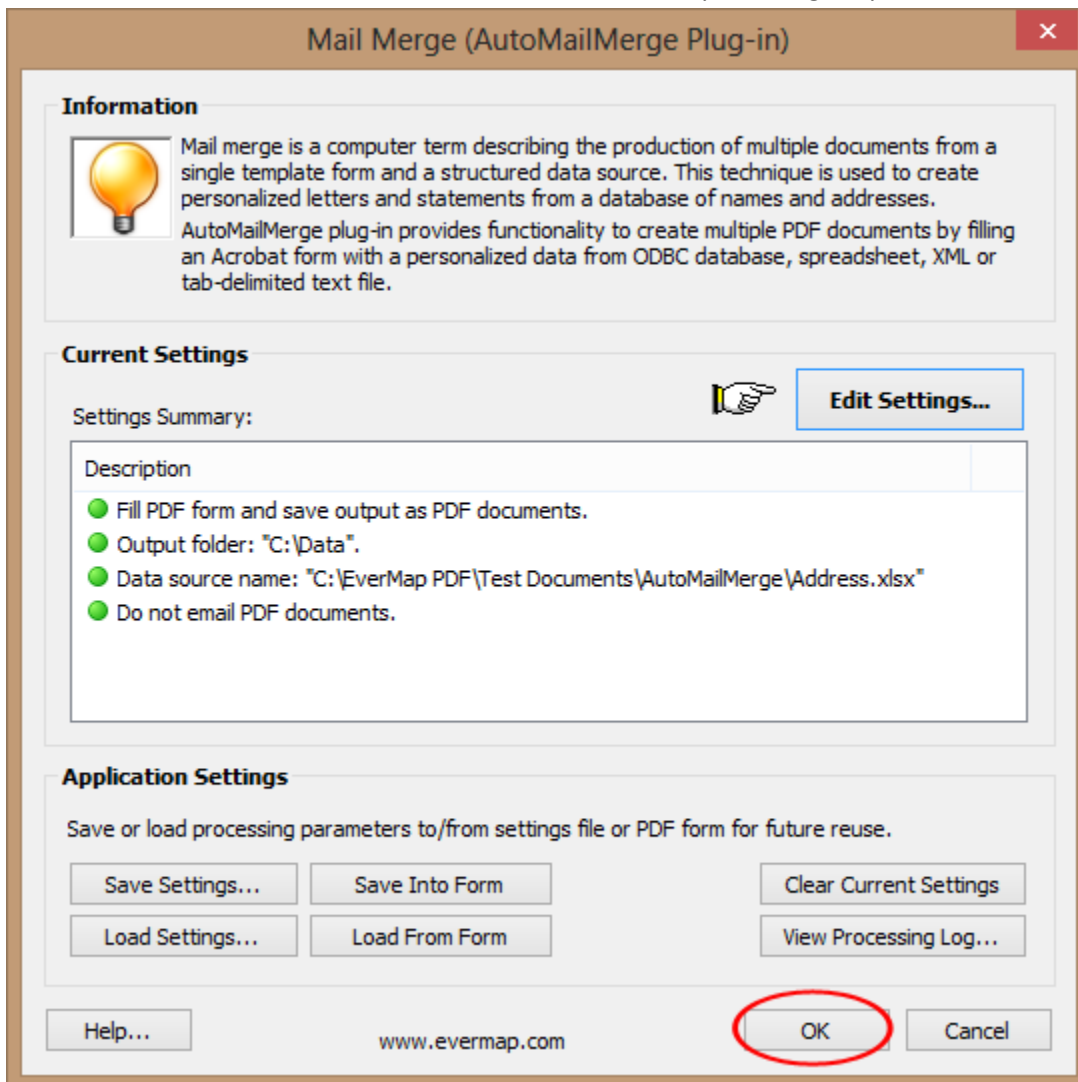 Mail Merge (AutoMailMerge Plug-in)
Information
Mail merge is a computer term describing the production of multiple documents from a
single template form and a structured data source. This technique is used to create
personalized letters and statements from a database of names and addresses.
AutoMailMerge plug-in provides functionality to create multiple PDF documents by filling
an Acrobat form with a personalized data from ODBC database, spreadsheet, XML or
tab-delimited text file.
Current Settings
Edit Settings...
Settings Summary:
Description
Fill PDF form and save output as PDF documents.
Output folder: "C:\Data".
Data source name: "C:\EverMap PDF\Test Documents\AutoMailMerge\Address.xlsx"
Do not email PDF documents.
Application Settings
Save or load processing parameters to/from settings file or PDF form for future reuse.
Save Settings... Save Into Form Clear Current Settings
Load Settings... Load From Form View Processing Log...
Help... www.evermap.com OK Cancel